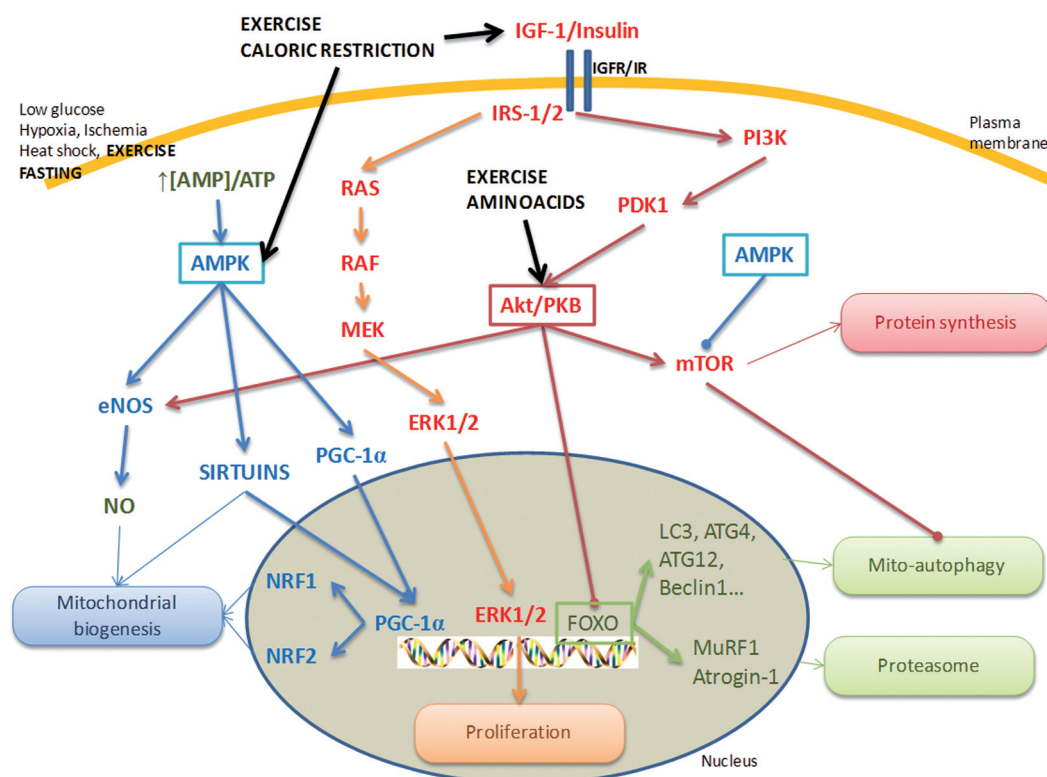 EXERCISE
CALORIC RESTRICTION
IGF-1/Insulin
IGFR/IR
Low glucose
Hypoxia, Ischemia
Heat shock, EXERCISE
FASTING
Plasma
membrane
IRS-1/2
PI3K
↑[AMP]/ATP
RAS
EXERCISE
AMINOACIDS
PDK1
AMPK
RAF
AMPK
Akt/PKB
MEK
Protein synthesis
mTOR
eNOS
ERK1/2
PGC-1α
SIRTUINS
NO
LC3, ATG4,
ATG12,
Beclin1...
Mito-autophagy
NRF1
Mitochondrial
biogenesis
PGC-1α
ERK1/2
FOXO
NRF2
MuRF1
Atrogin-1
Proteasome
Proliferation
Nucleus